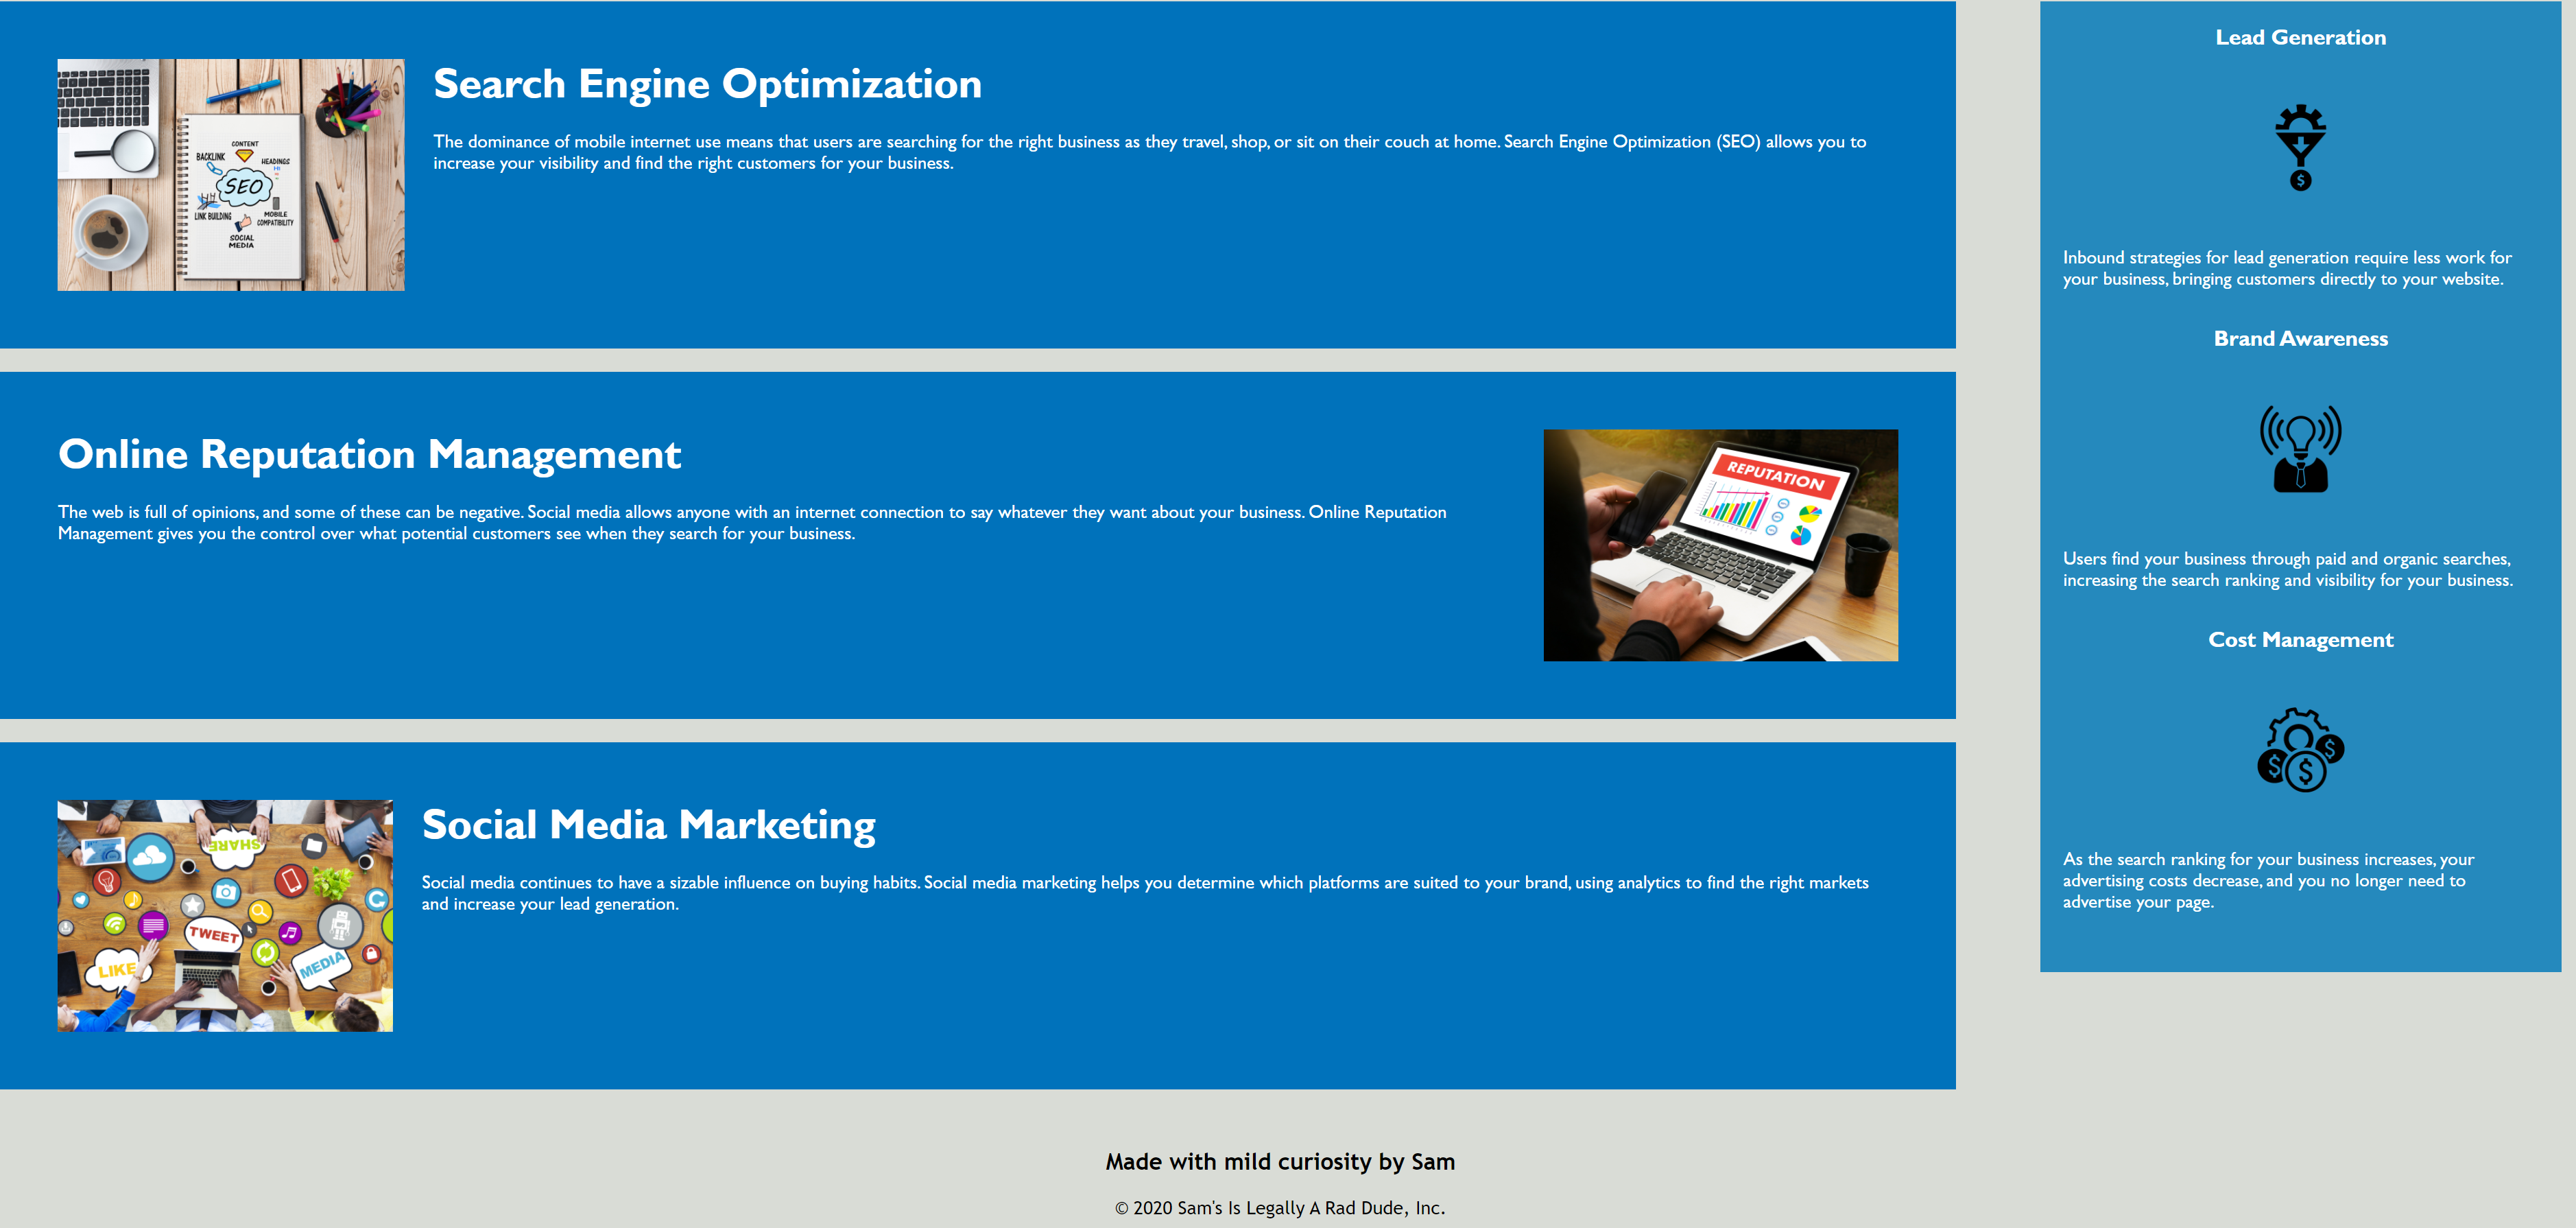 Search Engine Optimization
The dominance of mobile internet use means that users are searching for the right business as they travel, shop, or sit on their couch at home. Search Engine Optimization (SEO) allows you to
increase your visibility and find the right customers for your business.
CONTENT
BACKLINK
HEADINGS
SEO
LINK BUILDING
MOBILE
COMPATIBILITY
SOCIAL
MEDIA
Online Reputation Management
The web is full of opinions, and some of these can be negative. Social media allows anyone with an internet connection to say whatever they want about your business. Online Reputation
Management gives you the control over what potential customers see when they search for your business.
REPUTATION
Social Media Marketing
Social media continues to have a sizable influence on buying habits. Social media marketing helps you determine which platforms are suited to your brand, using analytics to find the right markets
and increase your lead generation.
SHARE
TWEET
LIKE
MEDIA
Lead Generation
$
Inbound strategies for lead generation require less work for
your business, bringing customers directly to your website.
Brand Awareness
Users find your business through paid and organic searches,
increasing the search ranking and visibility for your business.
Cost Management
$ $ $
As the search ranking for your business increases, your
advertising costs decrease, and you no longer need to
advertise your page.
Made with mild curiosity by Sam
© 2020 Sam's Is Legally A Rad Dude, Inc.